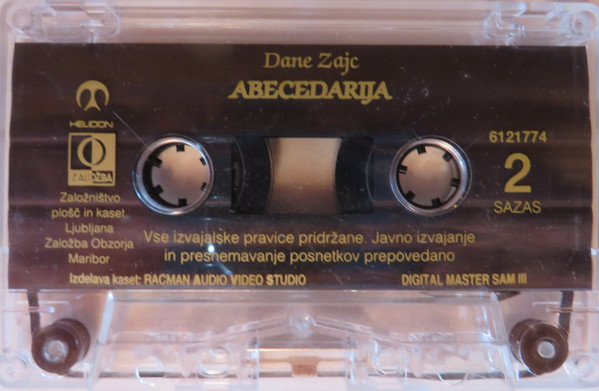 Dane Zajc
ABECEDARIJA
HELIDON
ZALOŽBA
Založništvo
plošč in kaset
Ljubljana
Založba Obzorja
Maribor
6121774
2
SAZAS
Vse izvajalske pravice pridržane. Javno izvajanje
in presnemavanje posnetkov prepovedano
Izdelava kaset: RACMAN AUDIO VIDEO STUDIO
DIGITAL MASTER SAM III